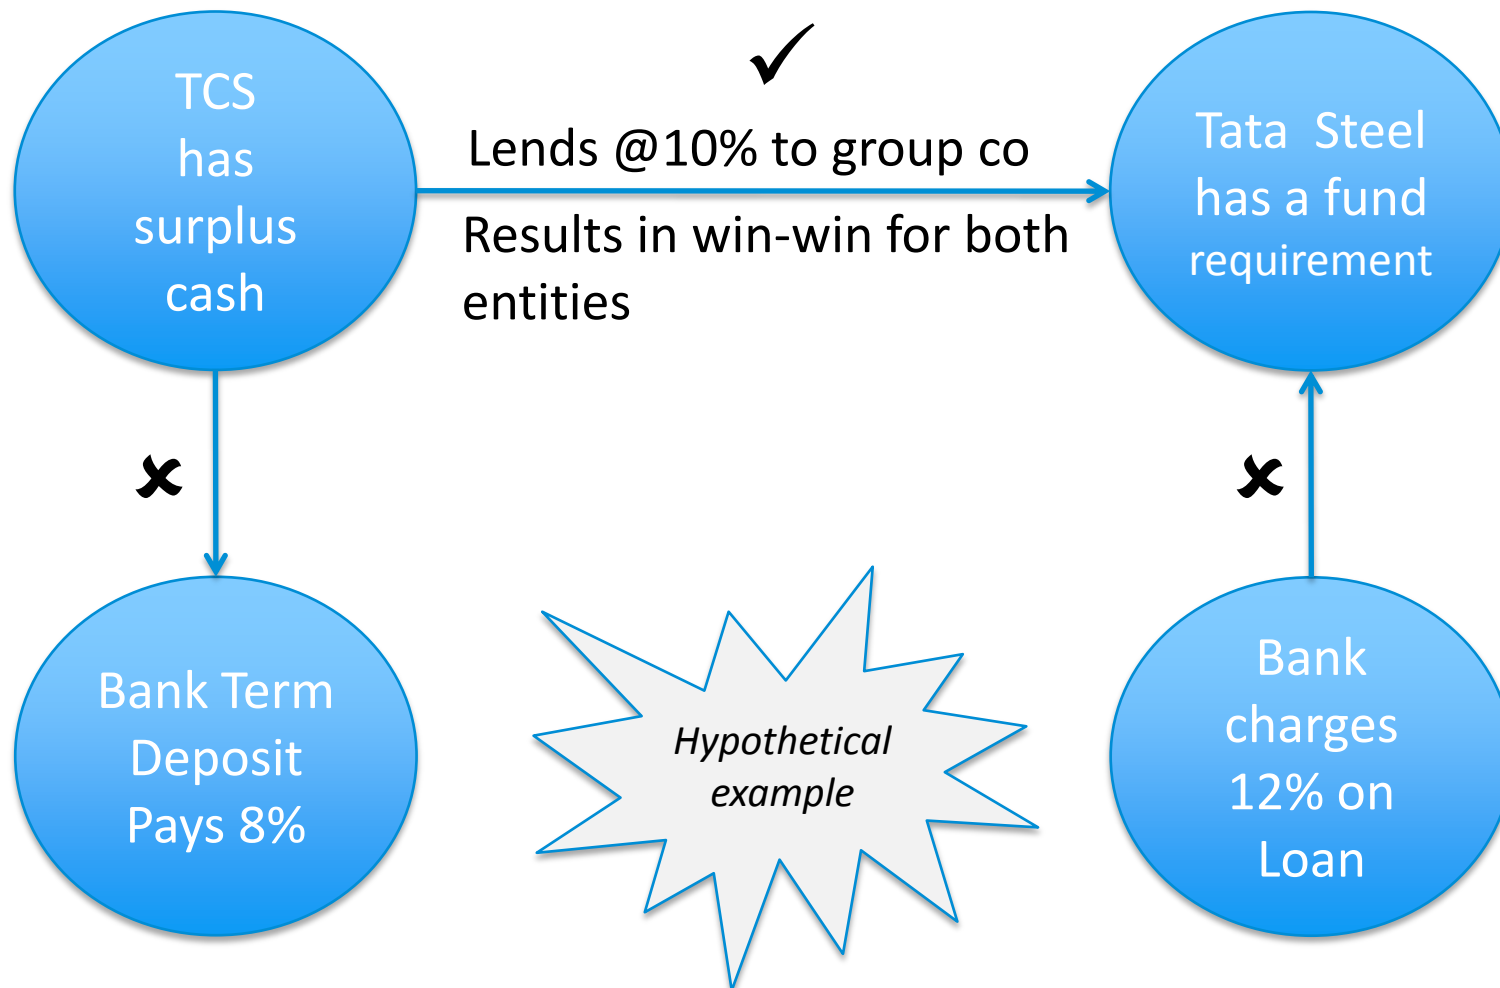 TCS
has
surplus
cash
✓
Lends @10% to group co
Results in win-win for both
entities
Tata Steel
has a fund
requirement
✘
✘
Bank Term
Deposit
Pays 8%
Hypothetical
example
Bank
charges
12% on
Loan